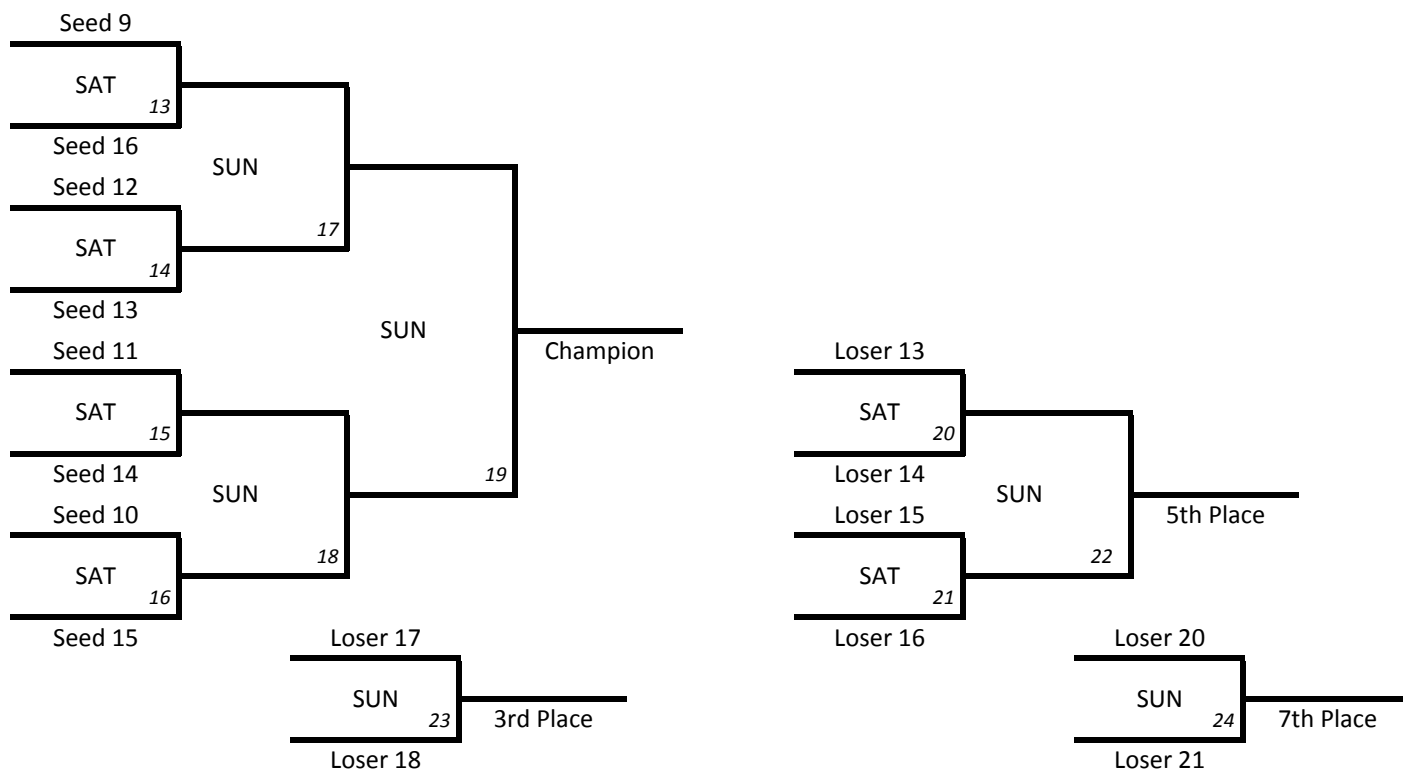 Seed 9
SAT
13
Seed 16
SUN
Seed 12
17
SAT
14
Seed 13
SUN
Seed 11
Champion
SAT
15
Seed 14
19
SUN
Seed 10
18
SAT
16
Seed 15
Loser 13
SAT
20
Loser 14
SUN
Loser 15
5th Place
22
SAT
21
Loser 16
Loser 17
SUN
23
3rd Place
Loser 18
Loser 20
SUN
24
7th Place
Loser 21